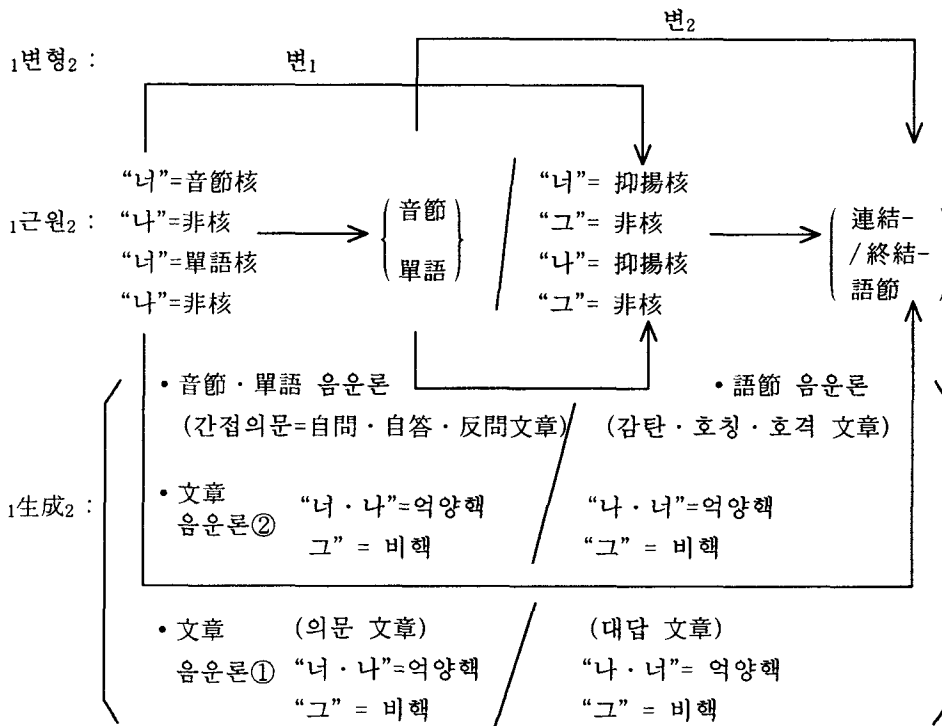 변₂
₁변형₂ : 변₁
“너”=音節核 “너”= 抑揚核
“나”=非核 音節 “그”= 非核 連結-
₁근원₂ : “너”=單語核 單語 “나”= 抑揚核 /終結-
“나”=非核 “그”= 非核 語節
• 音節 · 單語 음운론 • 語節 음운론
(간접의문=自問 · 自答 · 反問文章) (감탄 · 호칭 · 호격 文章)
₁生成₂ : • 文章 “너 · 나”=억양핵 “나 · 너”=억양핵
음운론② 그” = 비핵 “그” = 비핵
• 文章 (의문 文章) (대답 文章)
음운론① “너 · 나”=억양핵 “나 · 너”= 억양핵
“그” = 비핵 “그” = 비핵